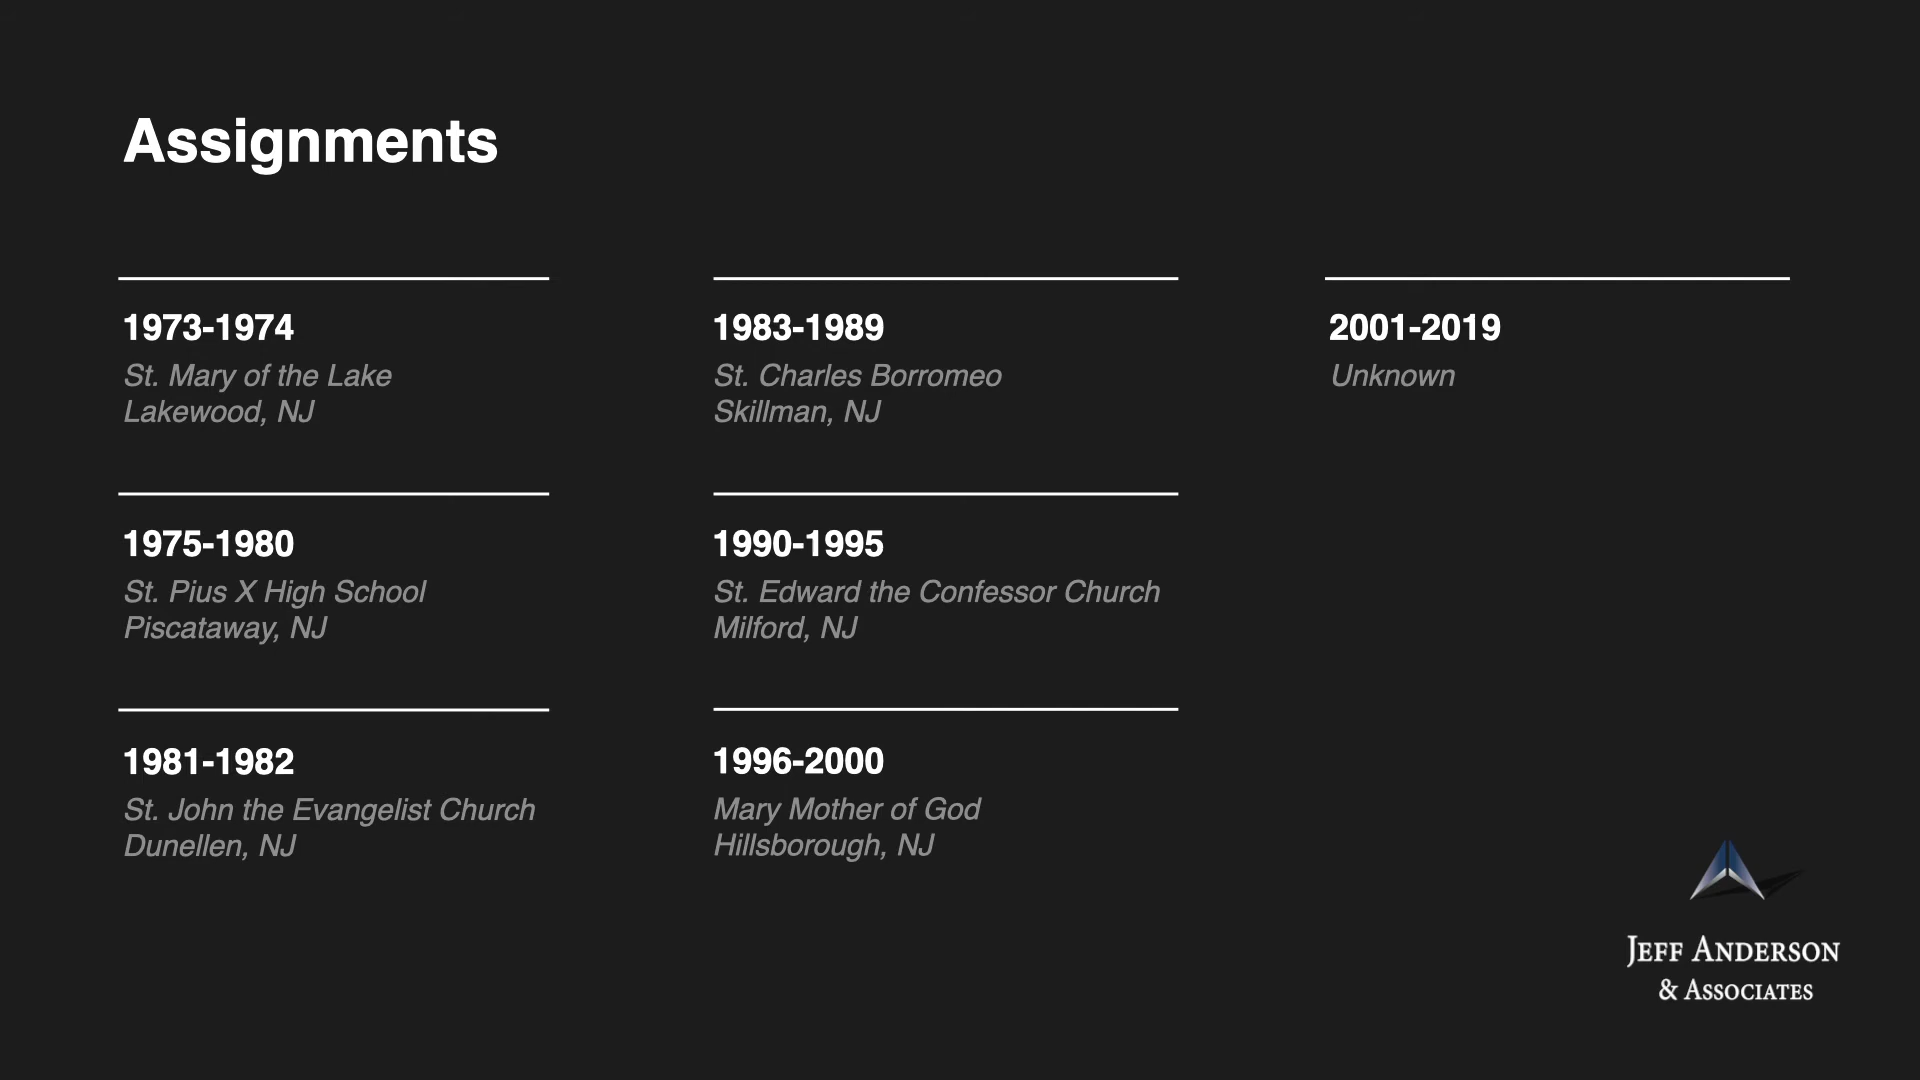 Assignments
1973-1974
St. Mary of the Lake
Lakewood, NJ
1975-1980
St. Pius X High School
Piscataway, NJ
1981-1982
St. John the Evangelist Church
Dunellen, NJ
1983-1989
St. Charles Borromeo
Skillman, NJ
1990-1995
St. Edward the Confessor Church
Milford, NJ
1996-2000
Mary Mother of God
Hillsborough, NJ
2001-2019
Unknown
JEFF ANDERSON
& ASSOCIATES